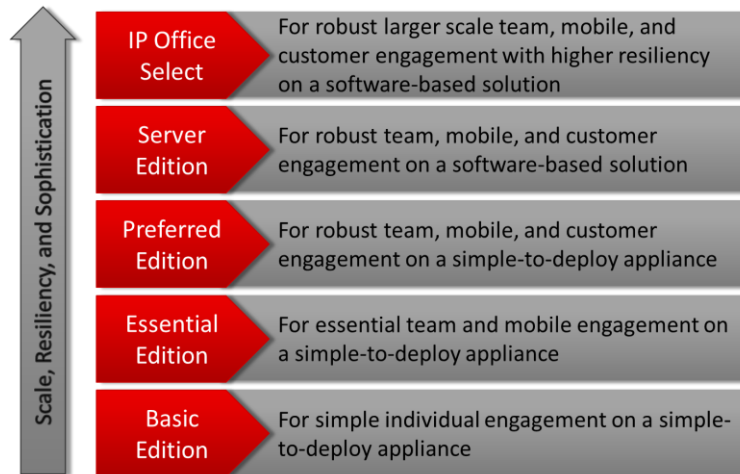 Scale, Resiliency, and Sophistication
IP Office
Select
For robust larger scale team, mobile, and
customer engagement with higher resiliency
on a software-based solution
Server
Edition
For robust team, mobile, and customer
engagement on a software-based solution
Preferred
Edition
For robust team, mobile, and customer
engagement on a simple-to-deploy appliance
Essential
Edition
For essential team and mobile engagement on
a simple-to-deploy appliance
Basic
Edition
For simple individual engagement on a simple-
to-deploy appliance